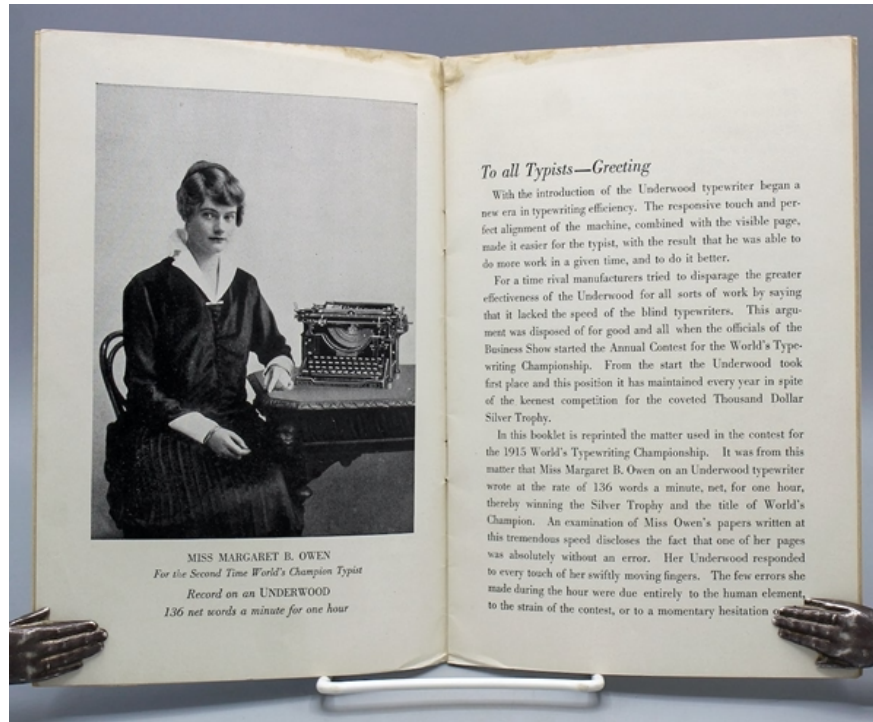 MISS MARGARET B. OWEN
For the Second Time World's Champion Typist
Record on an UNDERWOOD
136 net words a minute for one hour
To all Typists—Greeting
With the introduction of the Underwood typewriter began a
new era in typewriting efficiency. The responsive touch and per-
fect alignment of the machine, combined with the visible page,
made it easier for the typist, with the result that he was able to
do more work in a given time, and to do it better.
For a time rival manufacturers tried to disparage the greater
effectiveness of the Underwood for all sorts of work by saying
that it lacked the speed of the blind typewriters. This argu-
ment was disposed of for good and all when the officials of the
Business Show started the Annual Contest for the World's Type-
writing Championship. From the start the Underwood took
first place and this position it has maintained every year in spite
of the keenest competition for the coveted Thousand Dollar
Silver Trophy.
In this booklet is reprinted the matter used in the contest for
the 1915 World's Typewriting Championship. It was from this
matter that Miss Margaret B. Owen on an Underwood typewriter
wrote at the rate of 136 words a minute, net, for one hour,
thereby winning the Silver Trophy and the title of World's
Champion. An examination of Miss Owen's papers written at
this tremendous speed discloses the fact that one of her pages
was absolutely without an error. Her Underwood responded
to every touch of her swiftly moving fingers. The few errors she
made during the hour were due entirely to the human element,
to the strain of the contest, or to a momentary hesitation